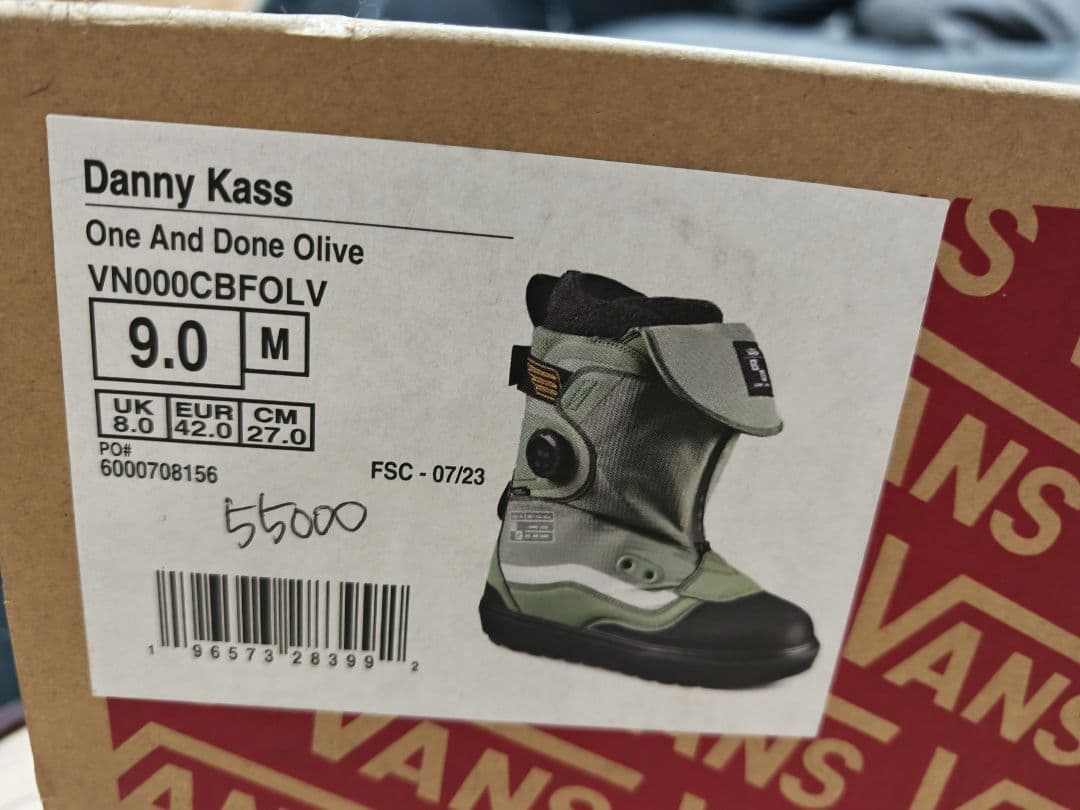 Danny Kass
One And Done Olive
VN000CBFOLV
9.0 M
UK EUR CM
8.0 42.0 27.0
PO#
6000708156
FSC - 07/23
55000
1 96573 28399 2
VANS
VANS
VANS
VANS